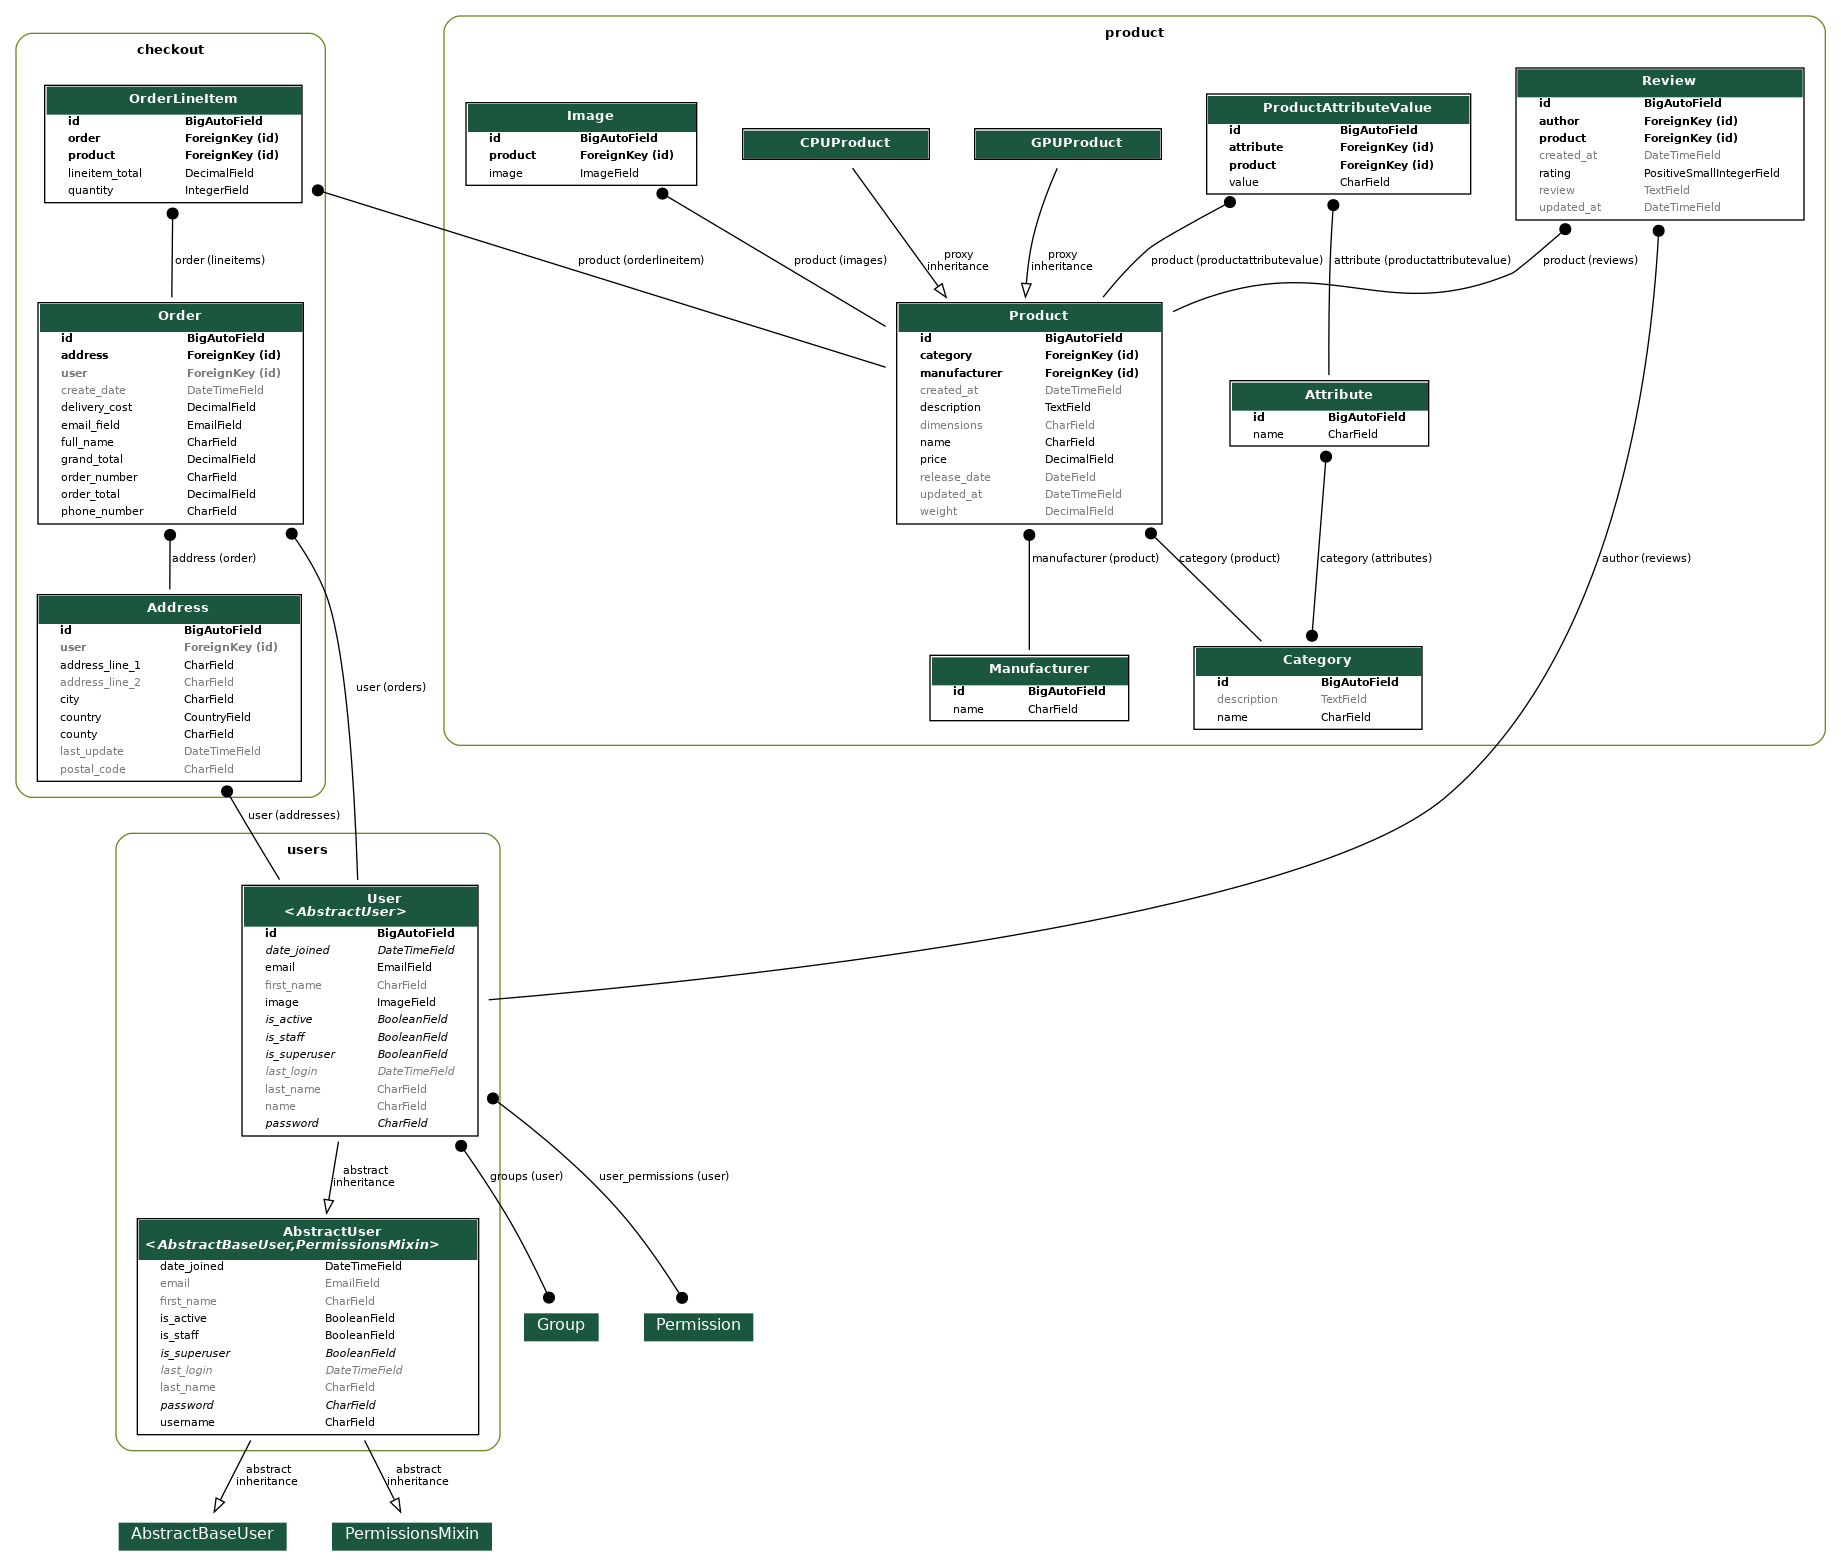 checkout
OrderLineItem
id BigAutoField
order ForeignKey (id)
product ForeignKey (id)
lineitem_total DecimalField
quantity IntegerField
order (lineitems)
Order
id BigAutoField
address ForeignKey (id)
user ForeignKey (id)
create_date DateTimeField
delivery_cost DecimalField
email_field EmailField
full_name CharField
grand_total DecimalField
order_number CharField
order_total DecimalField
phone_number CharField
address (order)
Address
id BigAutoField
user ForeignKey (id)
address_line_1 CharField
address_line_2 CharField
city CharField
country CountryField
county CharField
last_update DateTimeField
postal_code CharField
user (addresses)
user (orders)
product
Image
id BigAutoField
product ForeignKey (id)
image ImageField
CPUProduct
GPUProduct
ProductAttributeValue
id BigAutoField
attribute ForeignKey (id)
product ForeignKey (id)
value CharField
Review
id BigAutoField
author ForeignKey (id)
product ForeignKey (id)
created_at DateTimeField
rating PositiveSmallIntegerField
review TextField
updated_at DateTimeField
product (orderlineitem)
product (images)
proxy
inheritance
proxy
inheritance
product (productattributevalue)
attribute (productattributevalue)
product (reviews)
Product
id BigAutoField
category ForeignKey (id)
manufacturer ForeignKey (id)
created_at DateTimeField
description TextField
dimensions CharField
name CharField
price DecimalField
release_date DateField
updated_at DateTimeField
weight DecimalField
Attribute
id BigAutoField
name CharField
manufacturer (product)
category (product)
category (attributes)
author (reviews)
Manufacturer
id BigAutoField
name CharField
Category
id BigAutoField
description TextField
name CharField
users
User
<AbstractUser>
id BigAutoField
date_joined DateTimeField
email EmailField
first_name CharField
image ImageField
is_active BooleanField
is_staff BooleanField
is_superuser BooleanField
last_login DateTimeField
last_name CharField
name CharField
password CharField
abstract
inheritance
groups (user)
user_permissions (user)
AbstractUser
<AbstractBaseUser,PermissionsMixin>
date_joined DateTimeField
email EmailField
first_name CharField
is_active BooleanField
is_staff BooleanField
is_superuser BooleanField
last_login DateTimeField
last_name CharField
password CharField
username CharField
Group
Permission
abstract
inheritance
abstract
inheritance
AbstractBaseUser
PermissionsMixin